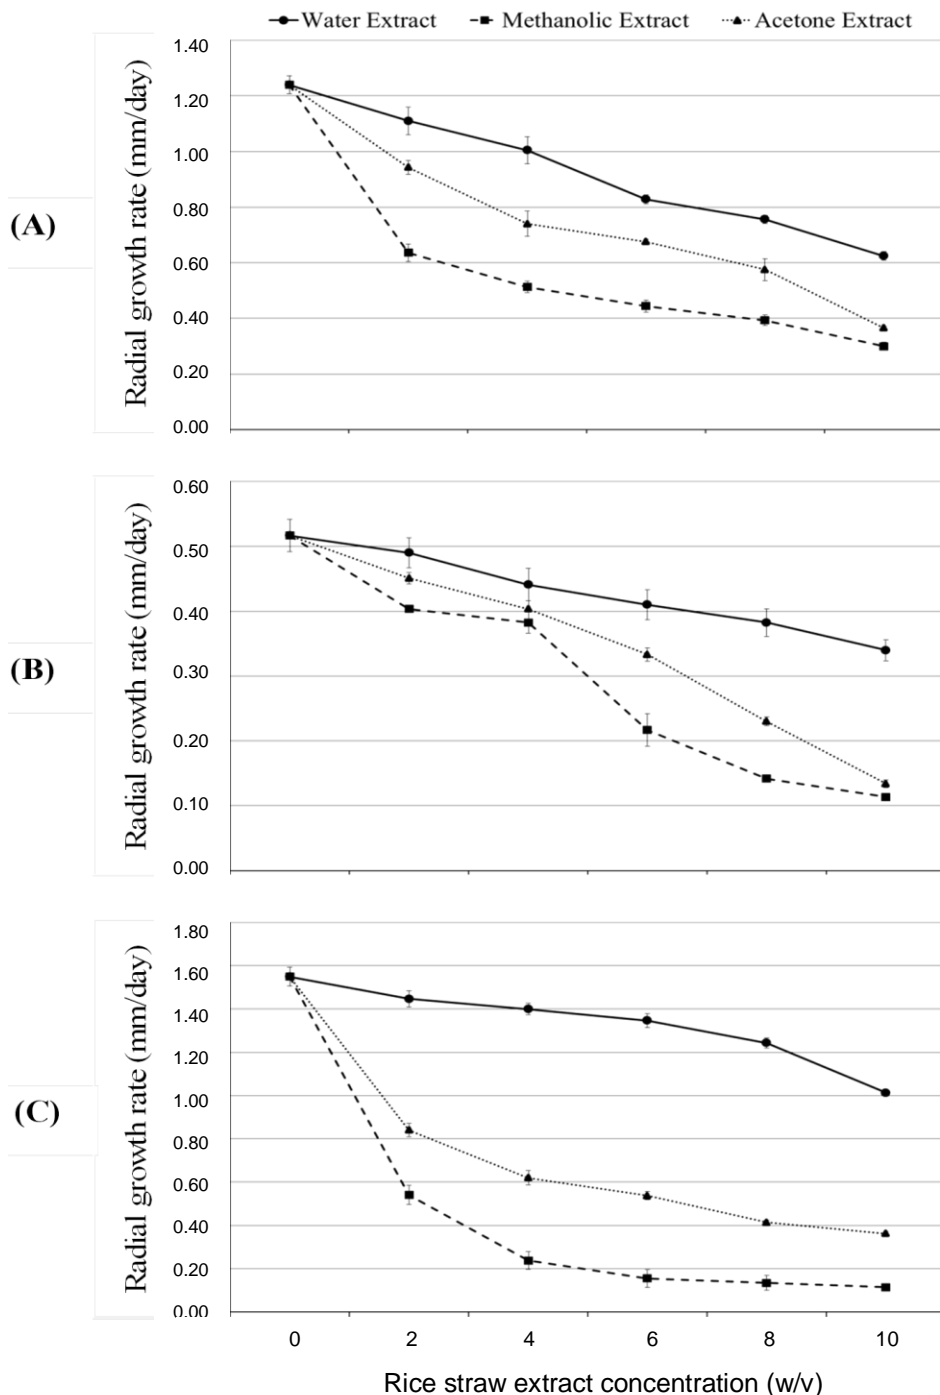 Water Extract Methanolic Extract Acetone Extract
(A)
Radial growth rate (mm/day)
1.40
1.20
1.00
0.80
0.60
0.40
0.20
0.00
(B)
Radial growth rate (mm/day)
0.60
0.50
0.40
0.30
0.20
0.10
0.00
(C)
Radial growth rate (mm/day)
1.80
1.60
1.40
1.20
1.00
0.80
0.60
0.40
0.20
0.00
0 2 4 6 8 10
Rice straw extract concentration (w/v)